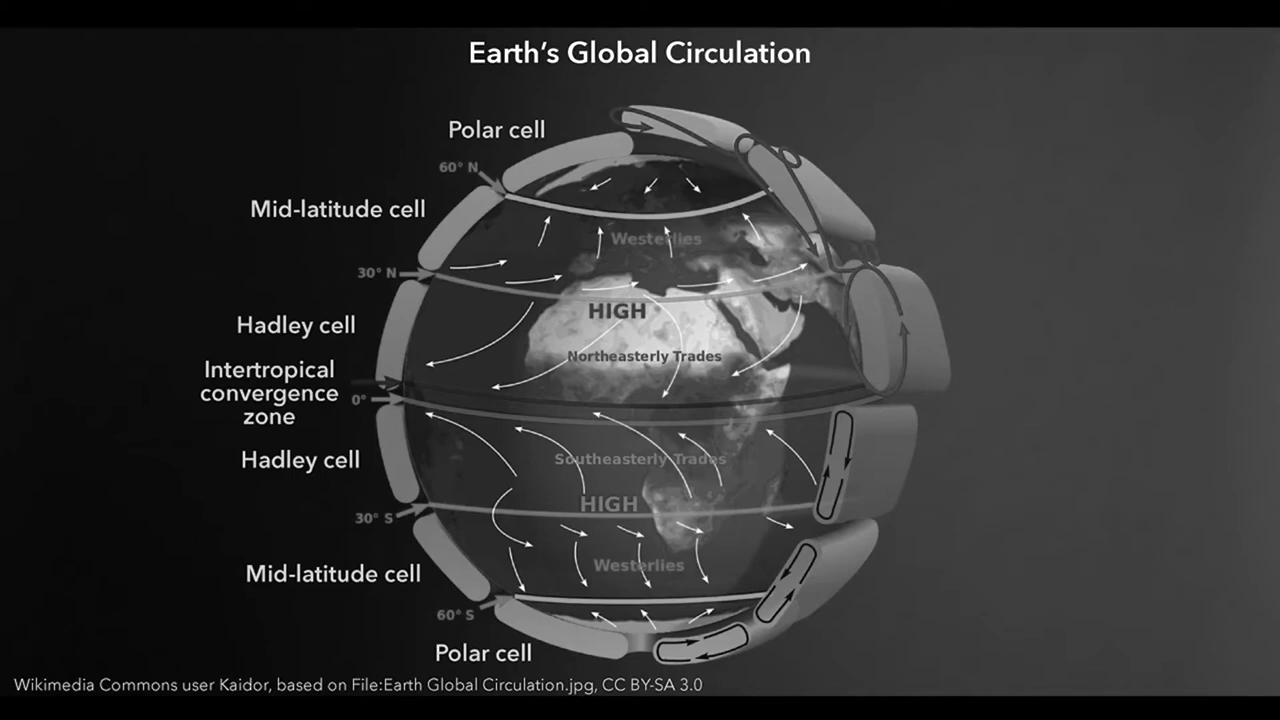 Earth's Global Circulation
Polar cell
60° N
Mid-latitude cell
Westerlies
30° N
HIGH
Hadley cell
Northeasterly Trades
Intertropical
convergence
zone
0°
Hadley cell
Southeasterly Trades
HIGH
30° S
Westerlies
Mid-latitude cell
60° S
Polar cell
Wikimedia Commons user Kaidor, based on File:Earth Global Circulation.jpg, CC BY-SA 3.0